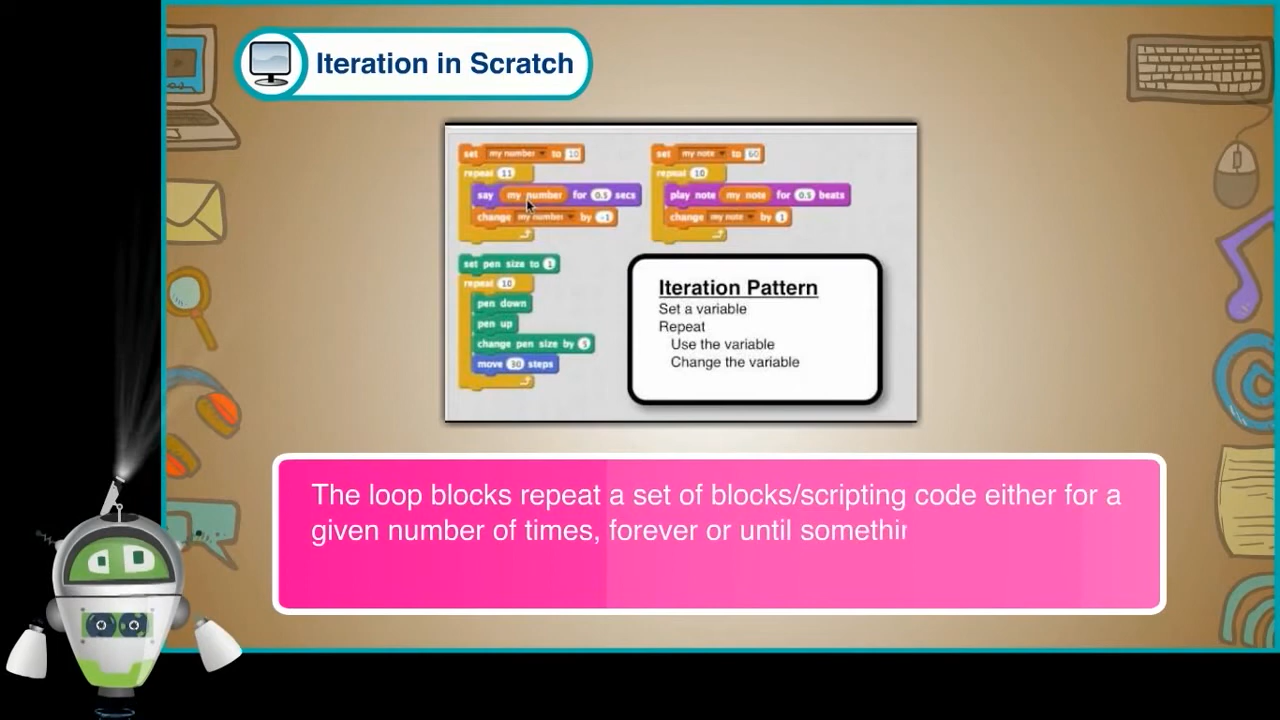 Iteration in Scratch
set my number to 10
repeat 11
say my number for 0.5 secs
change my number by -1
set my note to 60
repeat 10
play note my note for 0.5 beats
change my note by 1
set pen size to 1
repeat 10
pen down
pen up
change pen size by 5
move 30 steps
Iteration Pattern
Set a variable
Repeat
Use the variable
Change the variable
The loop blocks repeat a set of blocks/scripting code either for a
given number of times, forever or until somethin